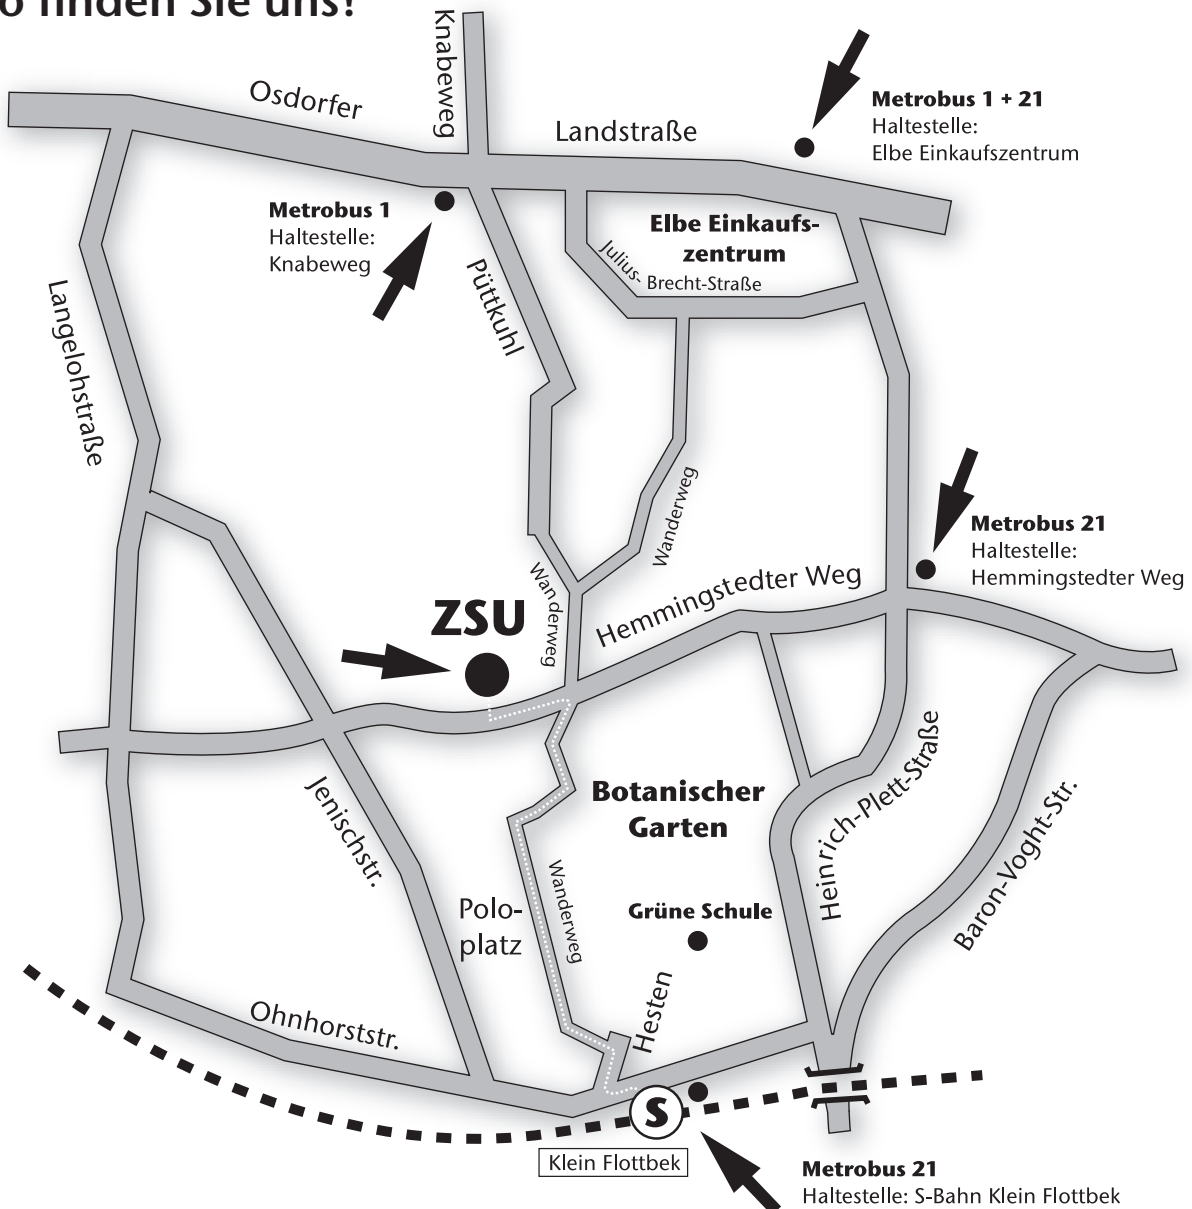 o finden Sie uns?
Knabeweg
Osdorfer
Landstraße
Metrobus 1 + 21
Haltestelle:
Elbe Einkaufszentrum
Metrobus 1
Haltestelle:
Knabeweg
Elbe Einkaufs-
zentrum
Julius-
Brecht-Straße
Püttkuhl
Langelohstraße
Wanderweg
Metrobus 21
Haltestelle:
Hemmingstedter Weg
Wanderweg
Hemmingstedter Weg
ZSU
Heinrich-Plett-Straße
Baron-Voght-Str.
Jenischstr.
Botanischer
Garten
Wanderweg
Polo-
platz
Grüne Schule
Hesten
Ohnhorststr.
S
Klein Flottbek
Metrobus 21
Haltestelle: S-Bahn Klein Flottbek